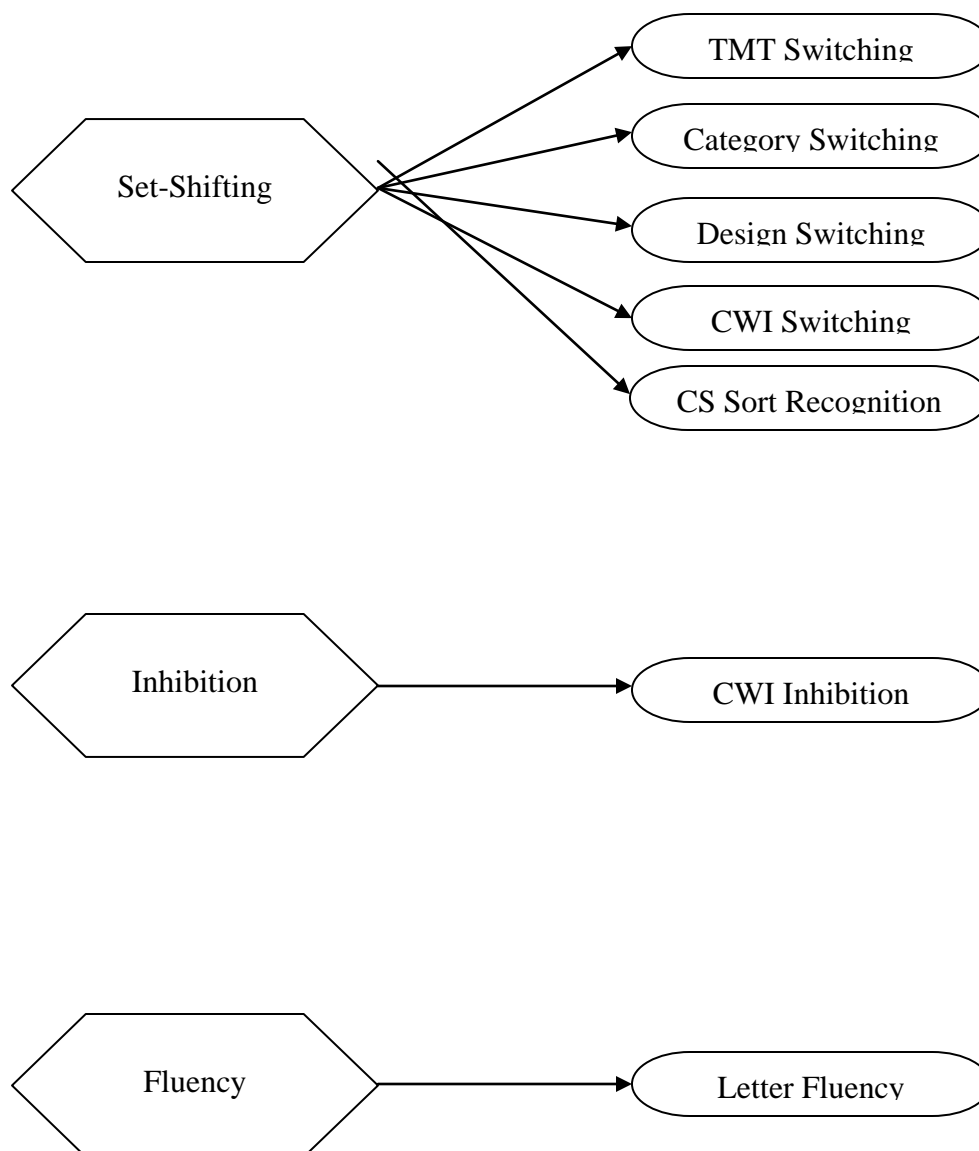 TMT Switching
Category Switching
Set-Shifting
Design Switching
CWI Switching
CS Sort Recognition
Inhibition
CWI Inhibition
Fluency
Letter Fluency